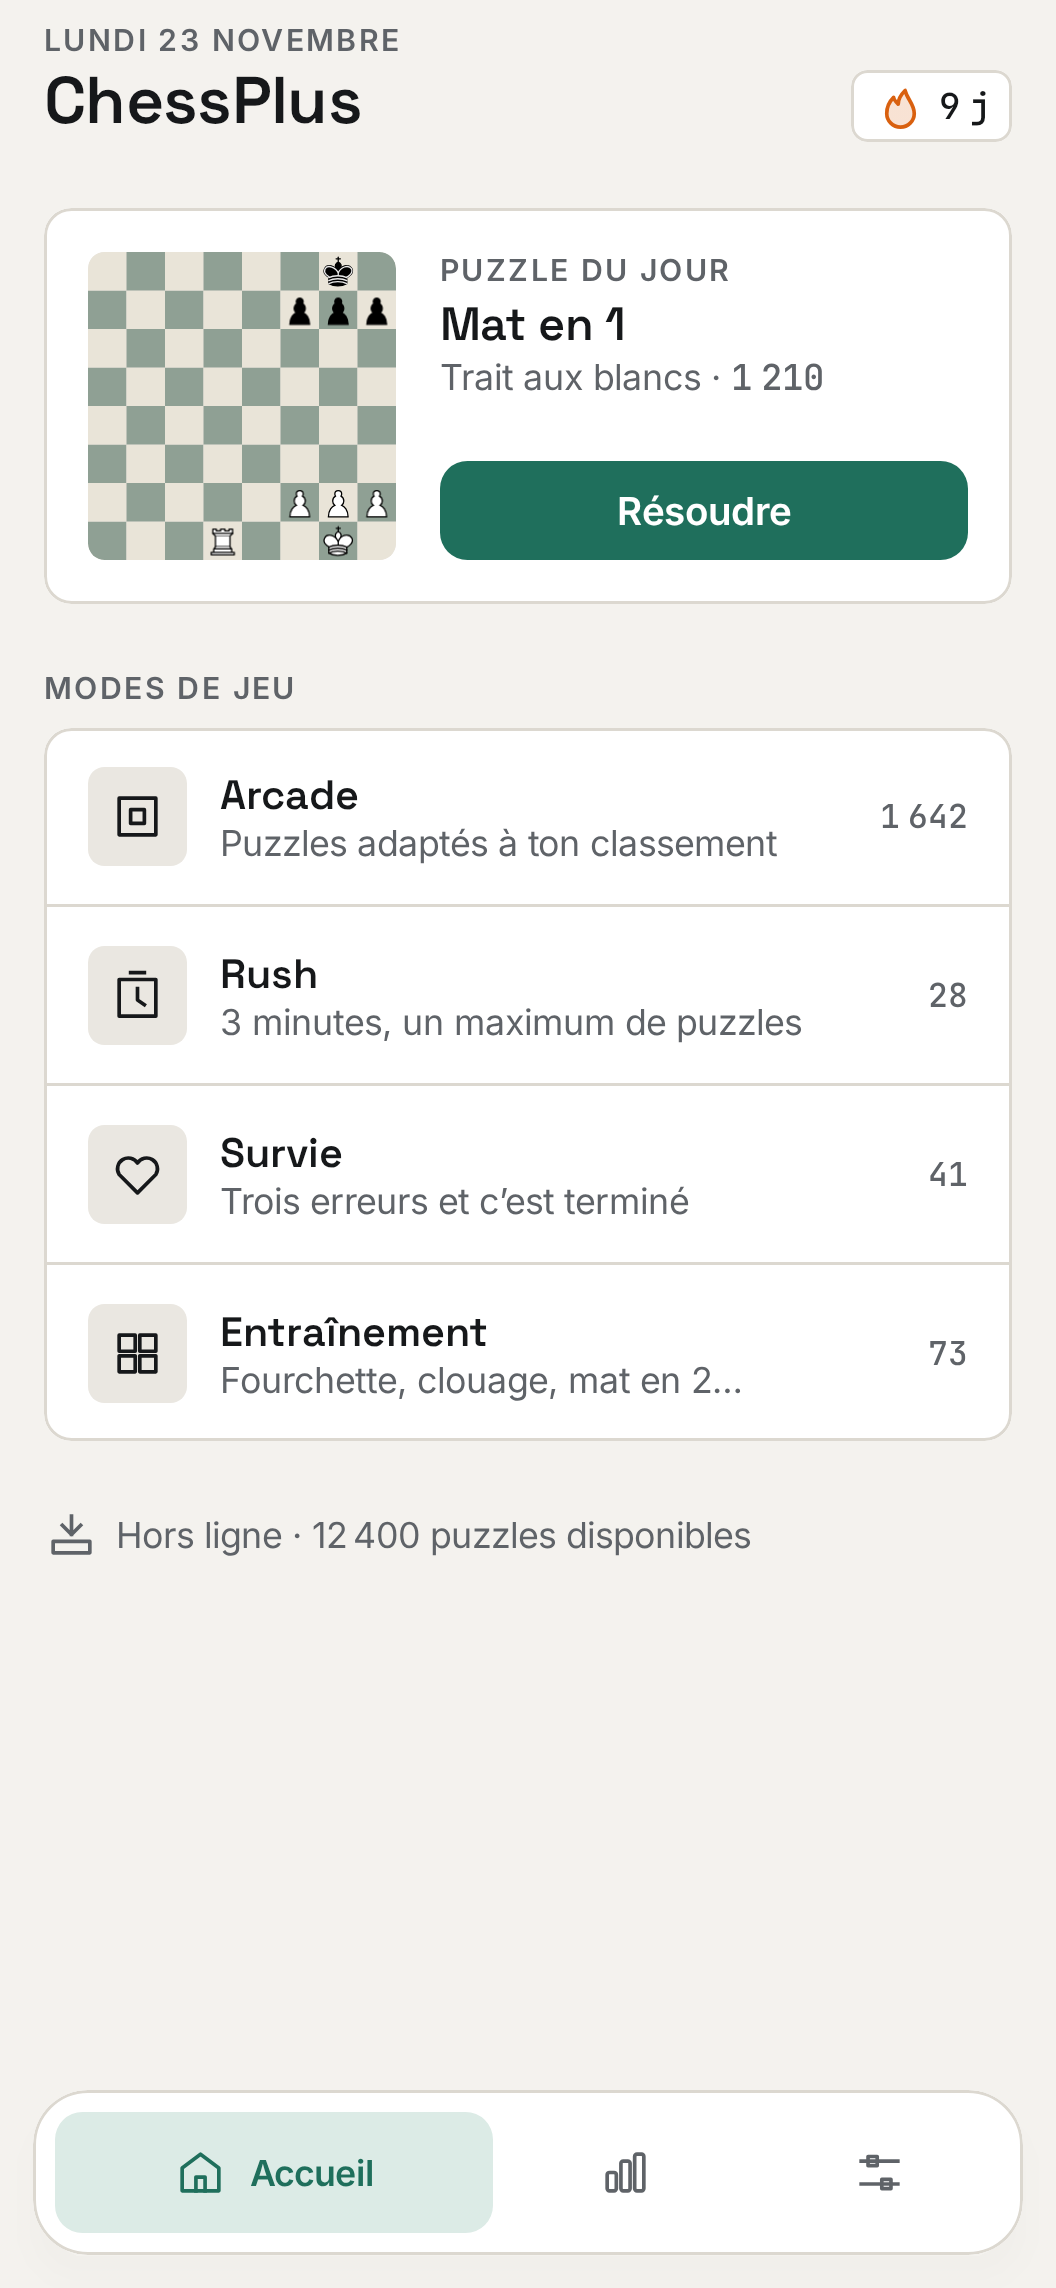 LUNDI 23 NOVEMBRE
ChessPlus
9 j
PUZZLE DU JOUR
Mat en 1
Trait aux blancs · 1 210
Résoudre
MODES DE JEU
Arcade
Puzzles adaptés à ton classement
1 642
Rush
3 minutes, un maximum de puzzles
28
Survie
Trois erreurs et c’est terminé
41
Entraînement
Fourchette, clouage, mat en 2…
73
Hors ligne · 12 400 puzzles disponibles
Accueil